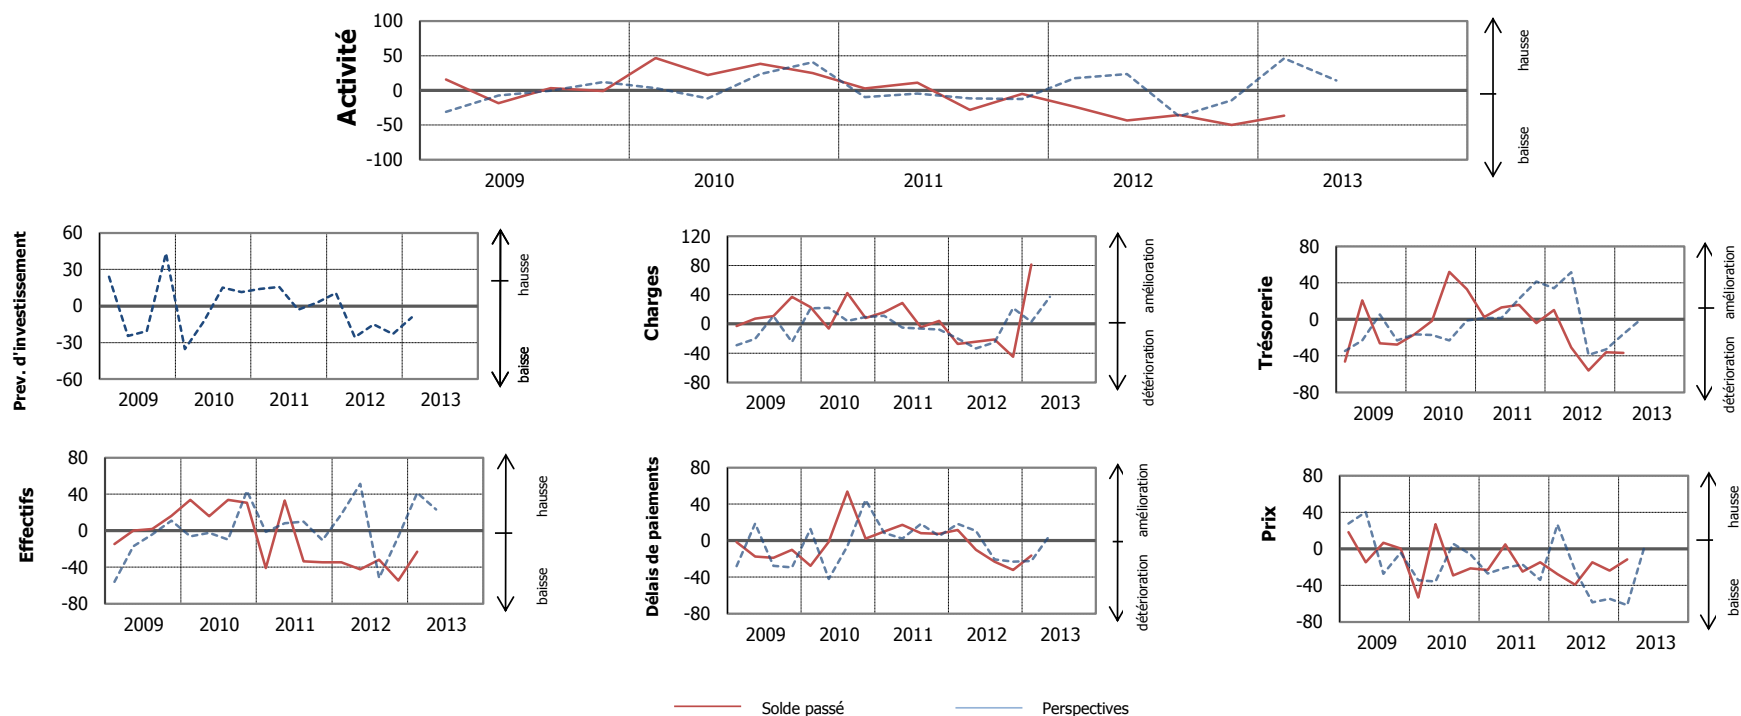 Activité
100
50
0
-50
-100
2009 2010 2011 2012 2013
hausse
baisse
Prev. d'investissement
60
30
0
-30
-60
2009 2010 2011 2012 2013
hausse
baisse
Charges
120
80
40
0
-40
-80
2009 2010 2011 2012 2013
amélioration
détérioration
Trésorerie
80
40
0
-40
-80
2009 2010 2011 2012 2013
amélioration
détérioration
Effectifs
80
40
0
-40
-80
2009 2010 2011 2012 2013
hausse
baisse
Délais de paiements
80
40
0
-40
-80
2009 2010 2011 2012 2013
amélioration
détérioration
Prix
80
40
0
-40
-80
2009 2010 2011 2012 2013
hausse
baisse
Solde passé Perspectives